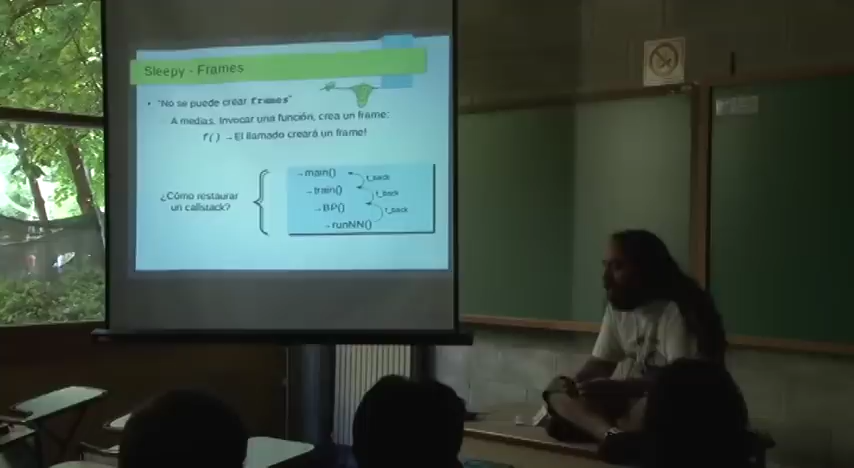 Sleepy - Frames
• "No se puede crear frames"
A medias. Invocar una función, crea un frame:
f() → El llamado creará un frame!
¿Cómo restaurar
un callstack?
→ main()
→ train()
→ BP()
→ runNN()
f_back
f_back
f_back